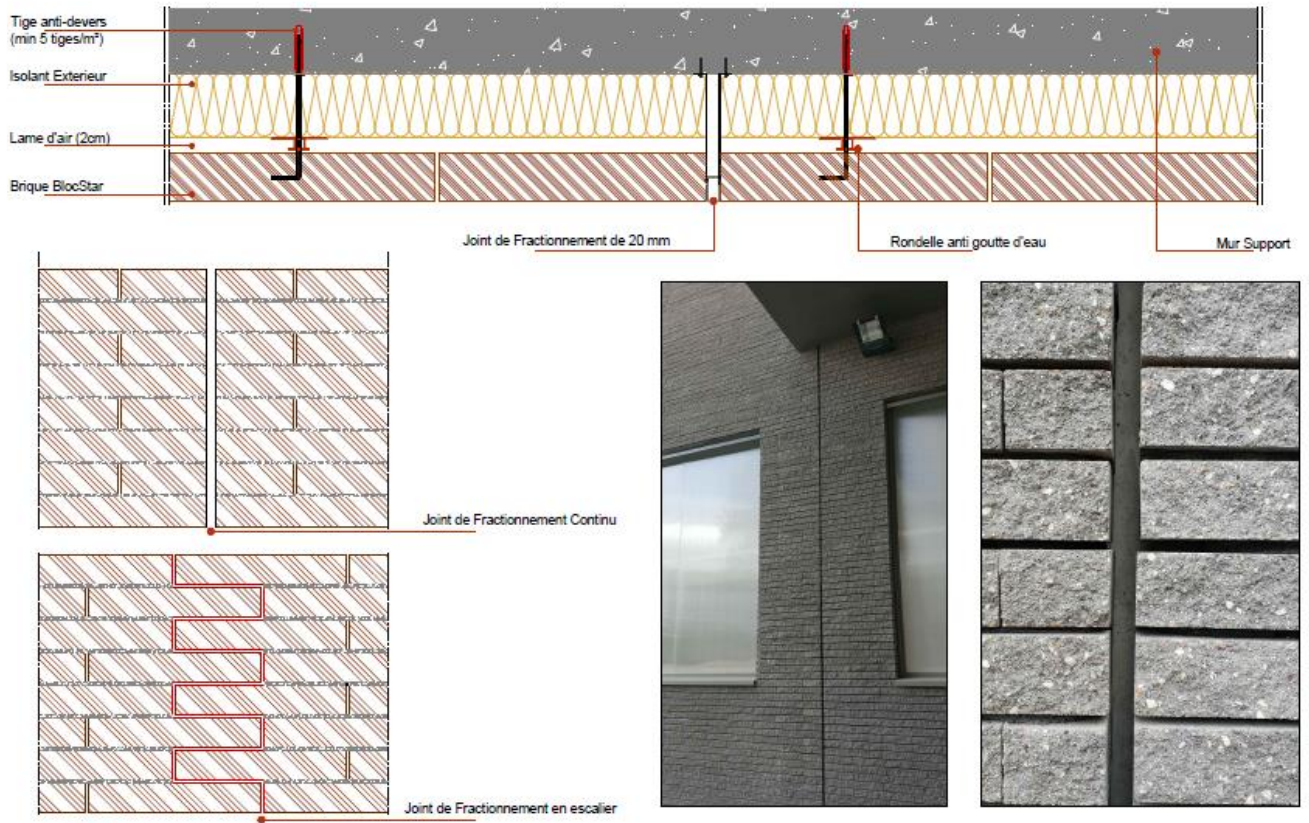 Tige anti-devers
(min 5 tiges/m²)
Isolant Exterieur
Lame d'air (2cm)
Brique BlocStar
Joint de Fractionnement de 20 mm
Rondelle anti goutte d'eau
Mur Support
Joint de Fractionnement Continu
Joint de Fractionnement en escalier